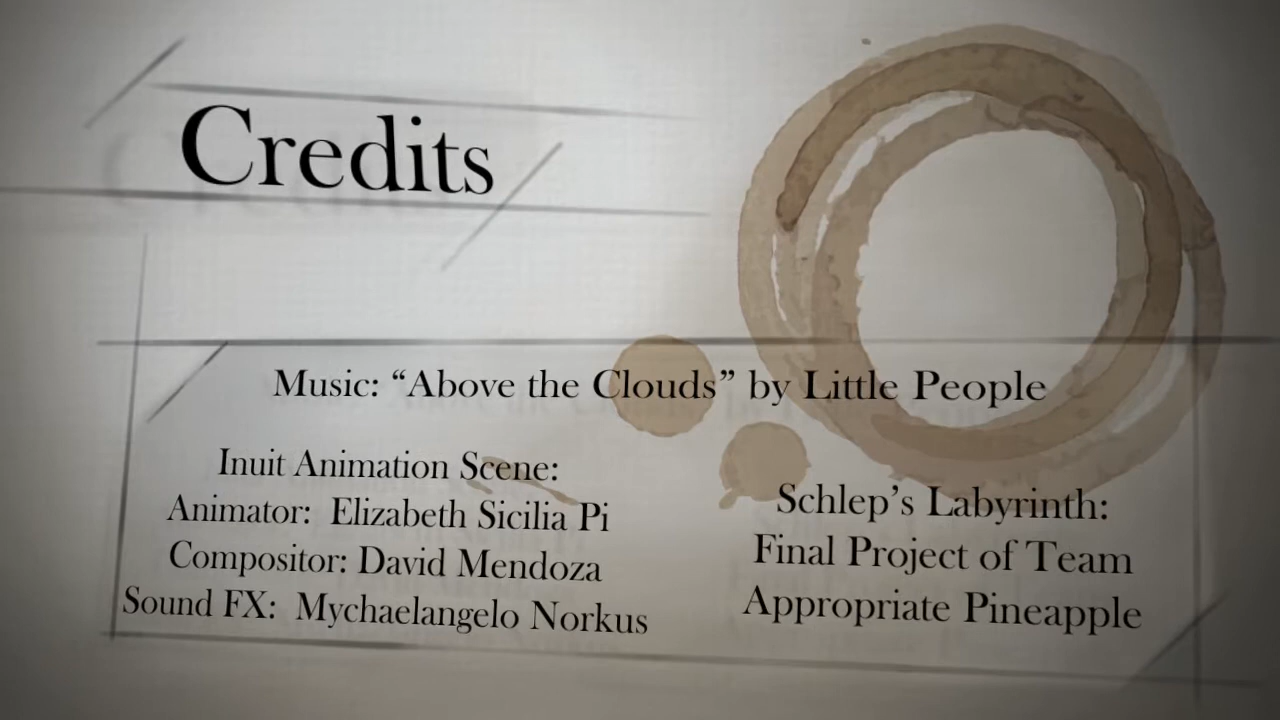 Credits
Music: “Above the Clouds” by Little People
Inuit Animation Scene:
Animator: Elizabeth Sicilia Pi
Compositor: David Mendoza
Sound FX: Mychaelangelo Norkus
Schlep’s Labyrinth:
Final Project of Team
Appropriate Pineapple